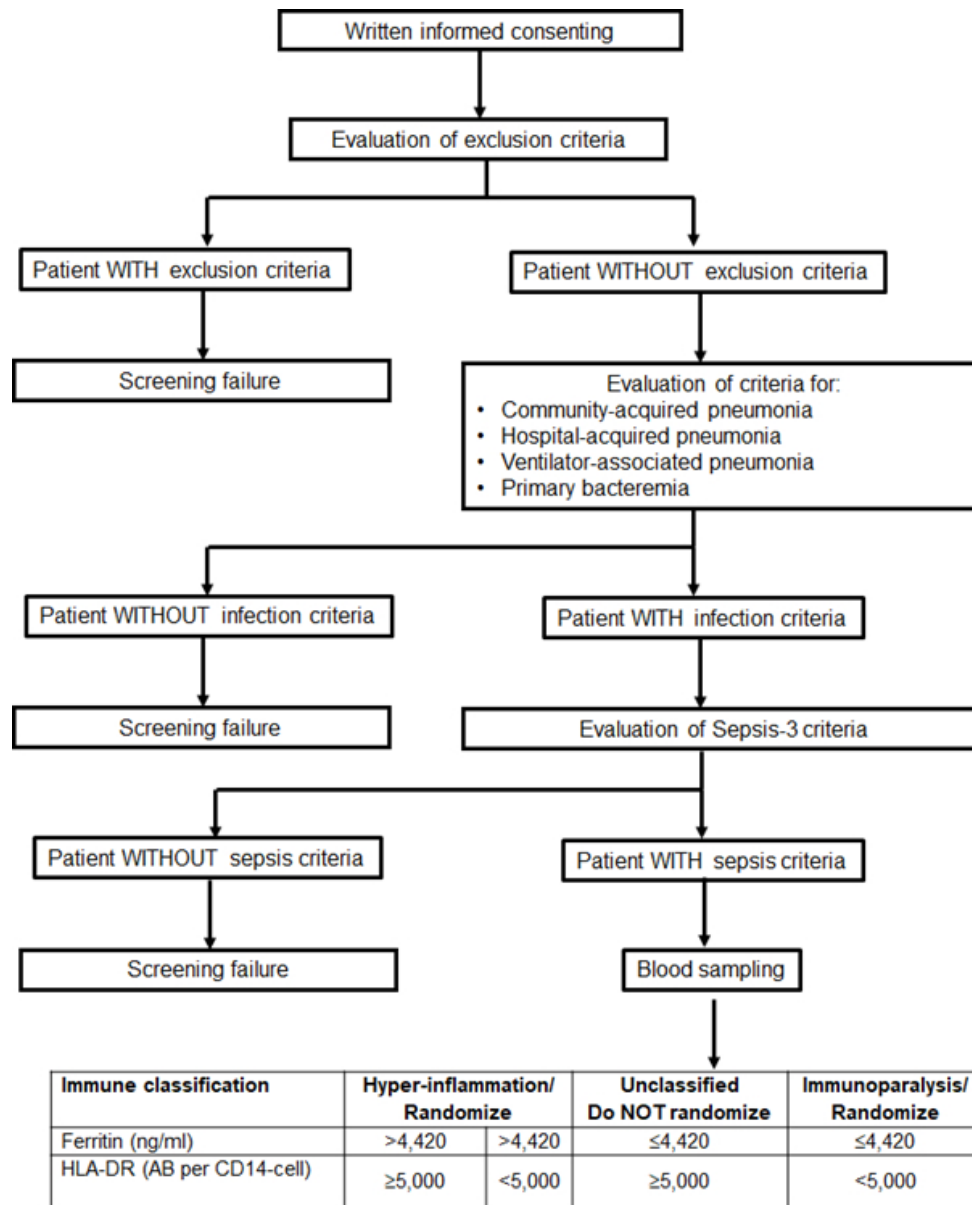 Written informed consenting
Evaluation of exclusion criteria
Patient WITH exclusion criteria
Patient WITHOUT exclusion criteria
Screening failure
Evaluation of criteria for:
• Community-acquired pneumonia
• Hospital-acquired pneumonia
• Ventilator-associated pneumonia
• Primary bacteremia
Patient WITHOUT infection criteria
Patient WITH infection criteria
Screening failure
Evaluation of Sepsis-3 criteria
Patient WITHOUT sepsis criteria
Patient WITH sepsis criteria
Screening failure
Blood sampling
Immune classification
Hyper-inflammation/
Randomize
Unclassified
Do NOT randomize
Immunoparalysis/
Randomize
Ferritin (ng/ml) >4,420 >4,420 ≤4,420 ≤4,420
HLA-DR (AB per CD14-cell) ≥5,000 <5,000 ≥5,000 <5,000